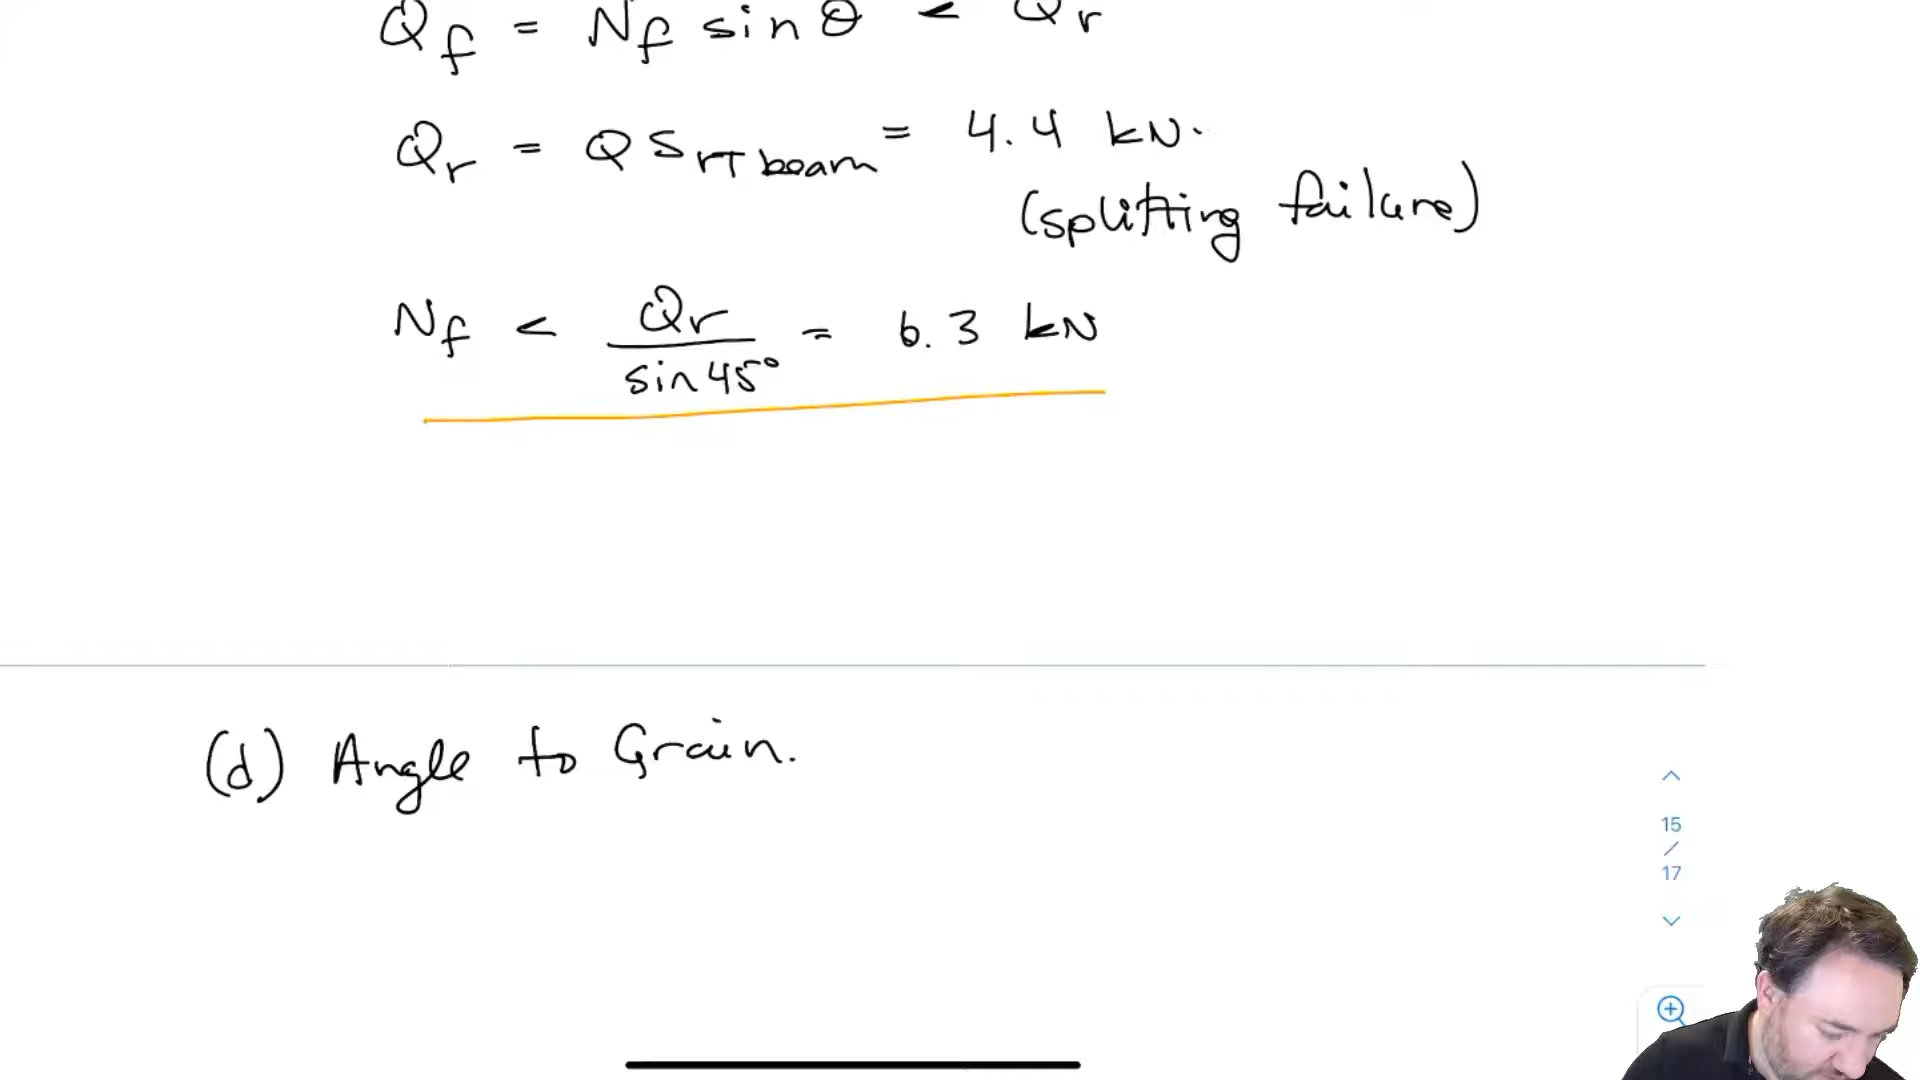 Qf = Nf sin θ < Qr
Qr = QSrT beam = 4.4 kN.
(splitting failure)
Nf < Qr / sin 45° = 6.3 kN
(d) Angle to Grain.
15
/
17